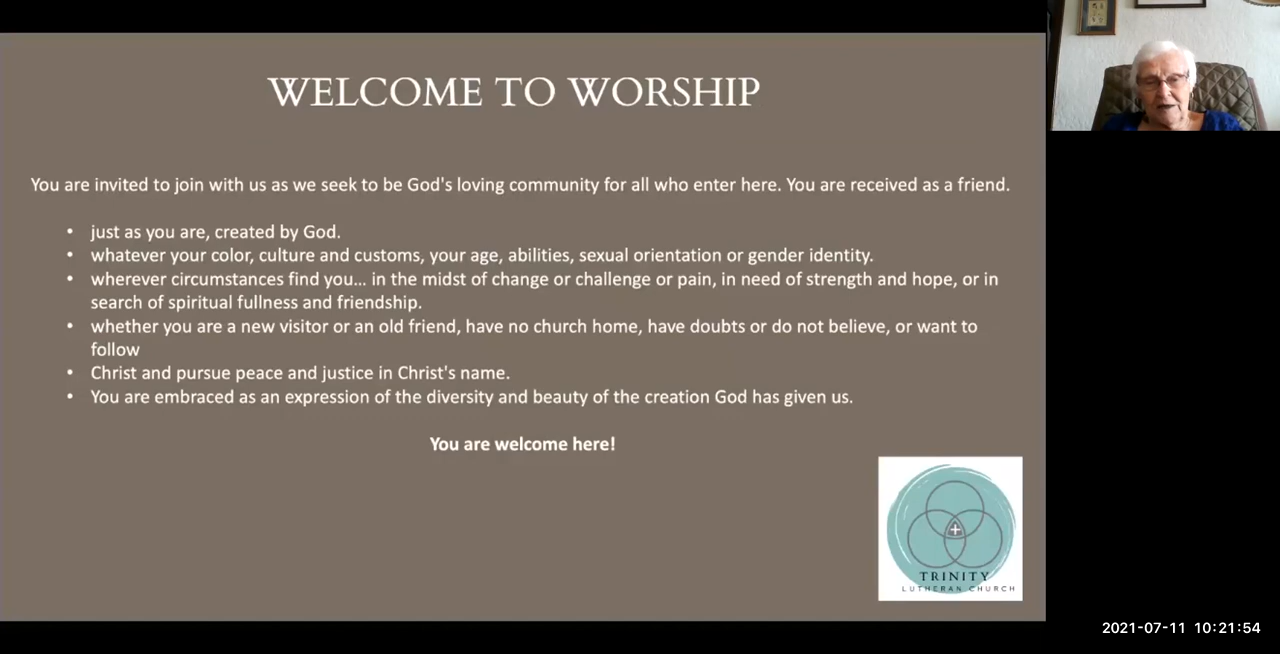 WELCOME TO WORSHIP
You are invited to join with us as we seek to be God's loving community for all who enter here. You are received as a friend.
• just as you are, created by God.
• whatever your color, culture and customs, your age, abilities, sexual orientation or gender identity.
• wherever circumstances find you... in the midst of change or challenge or pain, in need of strength and hope, or in
search of spiritual fullness and friendship.
• whether you are a new visitor or an old friend, have no church home, have doubts or do not believe, or want to
follow
• Christ and pursue peace and justice in Christ's name.
• You are embraced as an expression of the diversity and beauty of the creation God has given us.
You are welcome here!
TRINITY
LUTHERAN CHURCH
2021-07-11 10:21:54